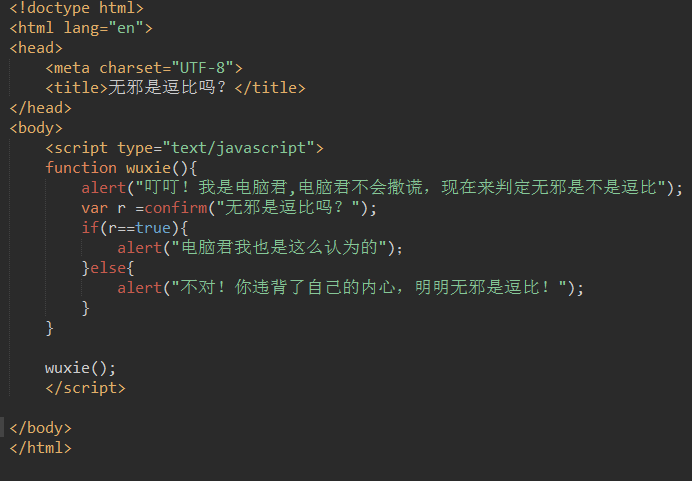 <!doctype html>
<html lang="en">
<head>
    <meta charset="UTF-8">
    <title>无邪是逗比吗？</title>
</head>
<body>
    <script type="text/javascript">
    function wuxie(){
        alert("叮叮！我是电脑君,电脑君不会撒谎，现在来判定无邪是不是逗比");
        var r =confirm("无邪是逗比吗？");
        if(r==true){
            alert("电脑君我也是这么认为的");
        }else{
            alert("不对！你违背了自己的内心，明明无邪是逗比！");
        }
    }
    wuxie();
    </script>
</body>
</html>